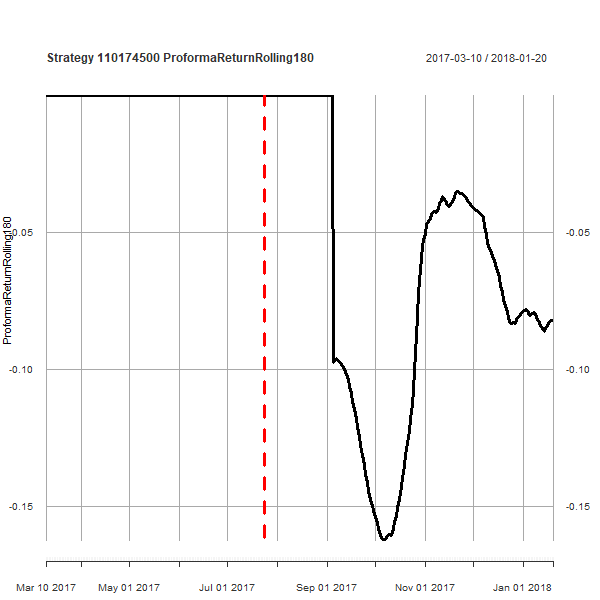 Strategy 110174500 ProformaReturnRolling180 2017-03-10 / 2018-01-20
ProformaReturnRolling180
-0.05 -0.05
-0.10 -0.10
-0.15 -0.15
Mar 10 2017 May 01 2017 Jul 01 2017 Sep 01 2017 Nov 01 2017 Jan 01 2018